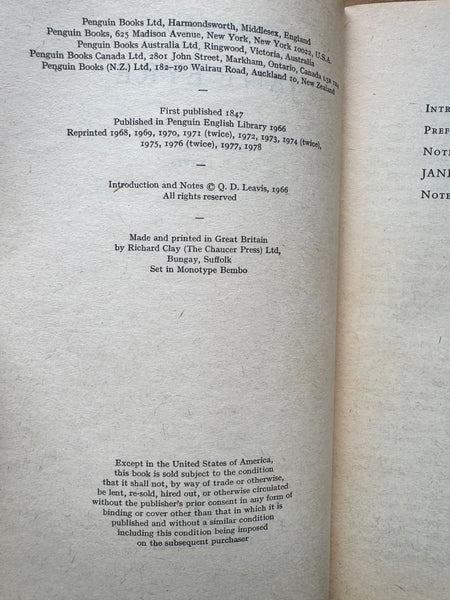 Penguin Books Ltd, Harmondsworth, Middlesex, England
Penguin Books, 625 Madison Avenue, New York, New York 10022, U.S.A.
Penguin Books Australia Ltd, Ringwood, Victoria, Australia
Penguin Books Canada Ltd, 2801 John Street, Markham, Ontario, Canada
Penguin Books (N.Z.) Ltd, 182–190 Wairau Road, Auckland 10, New Zealand
–
First published 1847
Published in Penguin English Library 1966
Reprinted 1968, 1969, 1970, 1971 (twice), 1972, 1973, 1974 (twice),
1975, 1976 (twice), 1977, 1978
–
Introduction and Notes © Q. D. Leavis, 1966
All rights reserved
–
Made and printed in Great Britain
by Richard Clay (The Chaucer Press) Ltd,
Bungay, Suffolk
Set in Monotype Bembo
Except in the United States of America,
this book is sold subject to the condition
that it shall not, by way of trade or otherwise,
be lent, re-sold, hired out, or otherwise circulated
without the publisher's prior consent in any form of
binding or cover other than that in which it is
published and without a similar condition
including this condition being imposed
on the subsequent purchaser
INTR
PREF
NOTE
JANE
NOTE